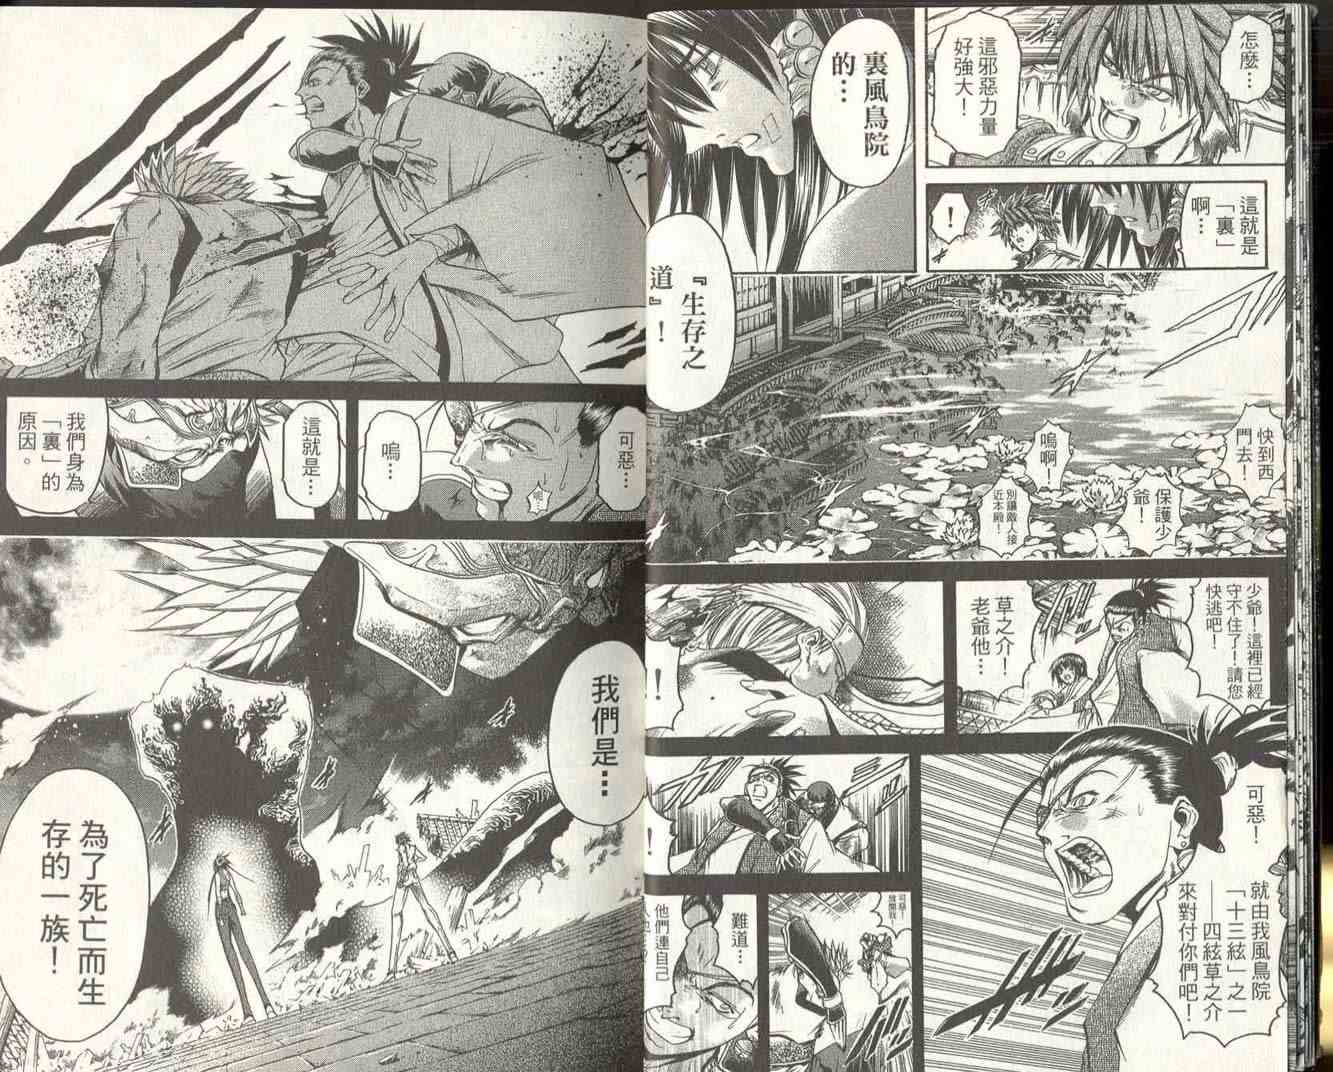 怎麼…
這邪惡力量
好強大！
這就是
「裏」
啊…
！
裏風鳥院
的…
『生存之
道』！
快到西
門去！
保護少
爺！
嗚啊！
別讓敵人接
近本殿！
少爺！這裡已經
守不住了！請您
快逃吧！
草之介！
老爺他…
！
可惡！
就由我風鳥院
「十三絃」之一
——四絃草之介
來對付你們吧！
！
可惡！
放開我！
難道…
他們連自己
可惡…
嗚…
這就是…
我們身為
「裏」的
原因。
我們是…
為了死亡而生
存的一族！